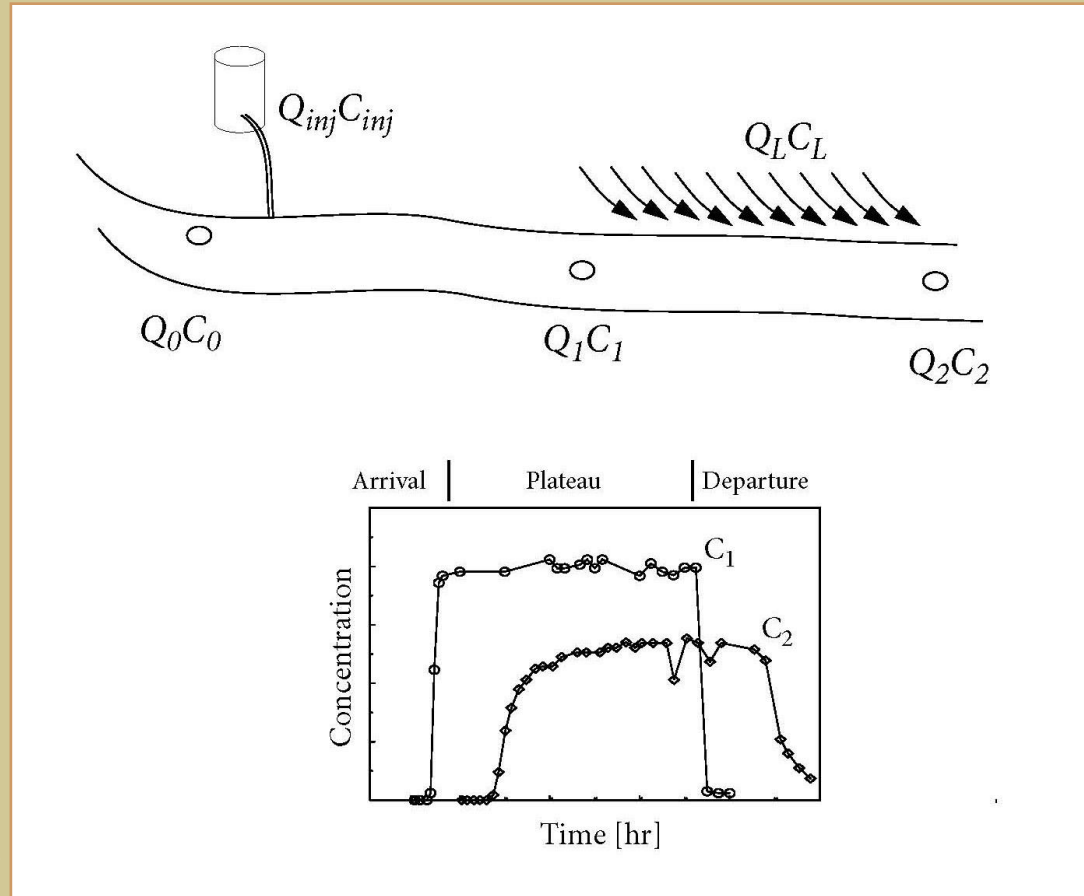 Q_inj C_inj
Q_L C_L
Q_0 C_0
Q_1 C_1
Q_2 C_2
Arrival Plateau Departure
C_1
C_2
Concentration
Time [hr]